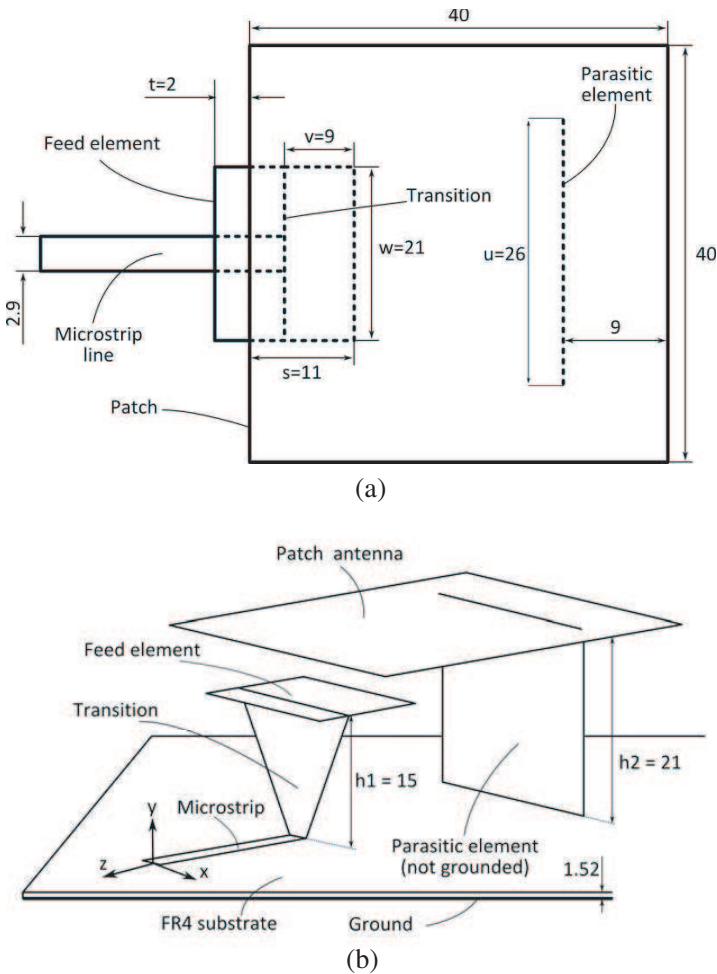 40
t=2
Parasitic
element
Feed element
v=9
Transition
w=21
u=26
40
2.9
9
Microstrip
line
s=11
Patch
(a)
Patch antenna
Feed element
Transition
h1 = 15
h2 = 21
Microstrip
y
z
x
Parasitic element
(not grounded)
1.52
FR4 substrate
Ground
(b)